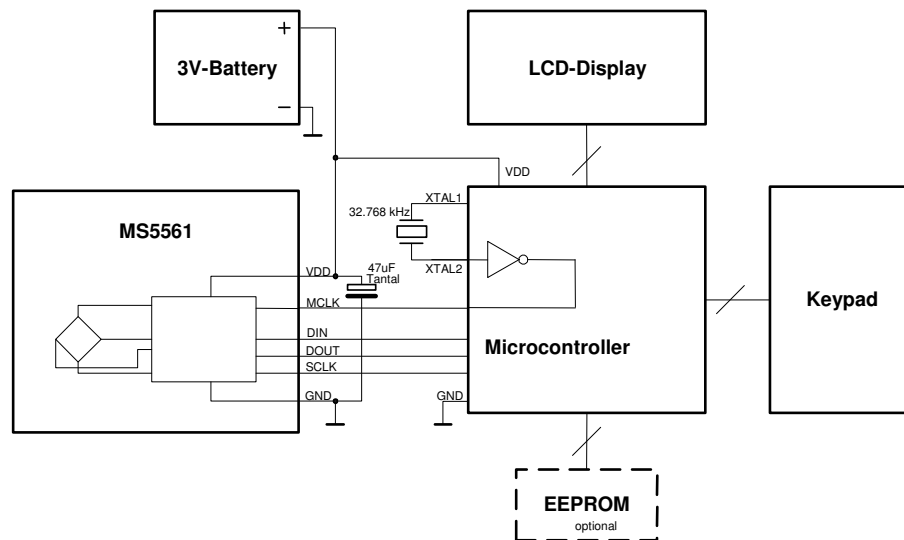 +
3V-Battery
−
LCD-Display
VDD
XTAL1
32.768 kHz
XTAL2
MS5561
VDD
47uF
Tantal
MCLK
DIN
DOUT
SCLK
GND
Microcontroller
GND
Keypad
EEPROM
optional